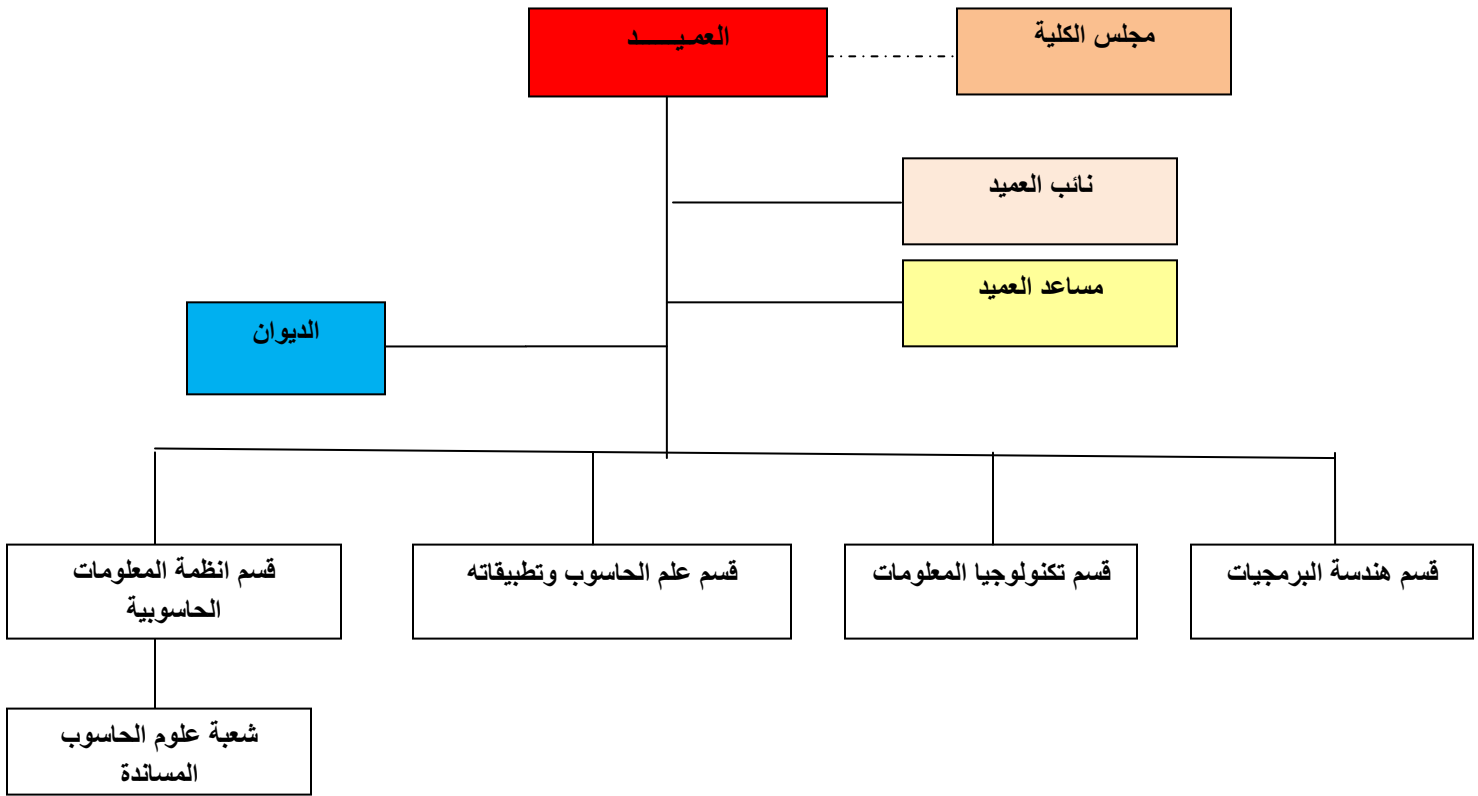 مجلس الكلية
العميـــــــد
نائب العميد
مساعد العميد
الديوان
قسم هندسة البرمجيات
قسم تكنولوجيا المعلومات
قسم علم الحاسوب وتطبيقاته
قسم انظمة المعلومات
الحاسوبية
شعبة علوم الحاسوب
المساندة